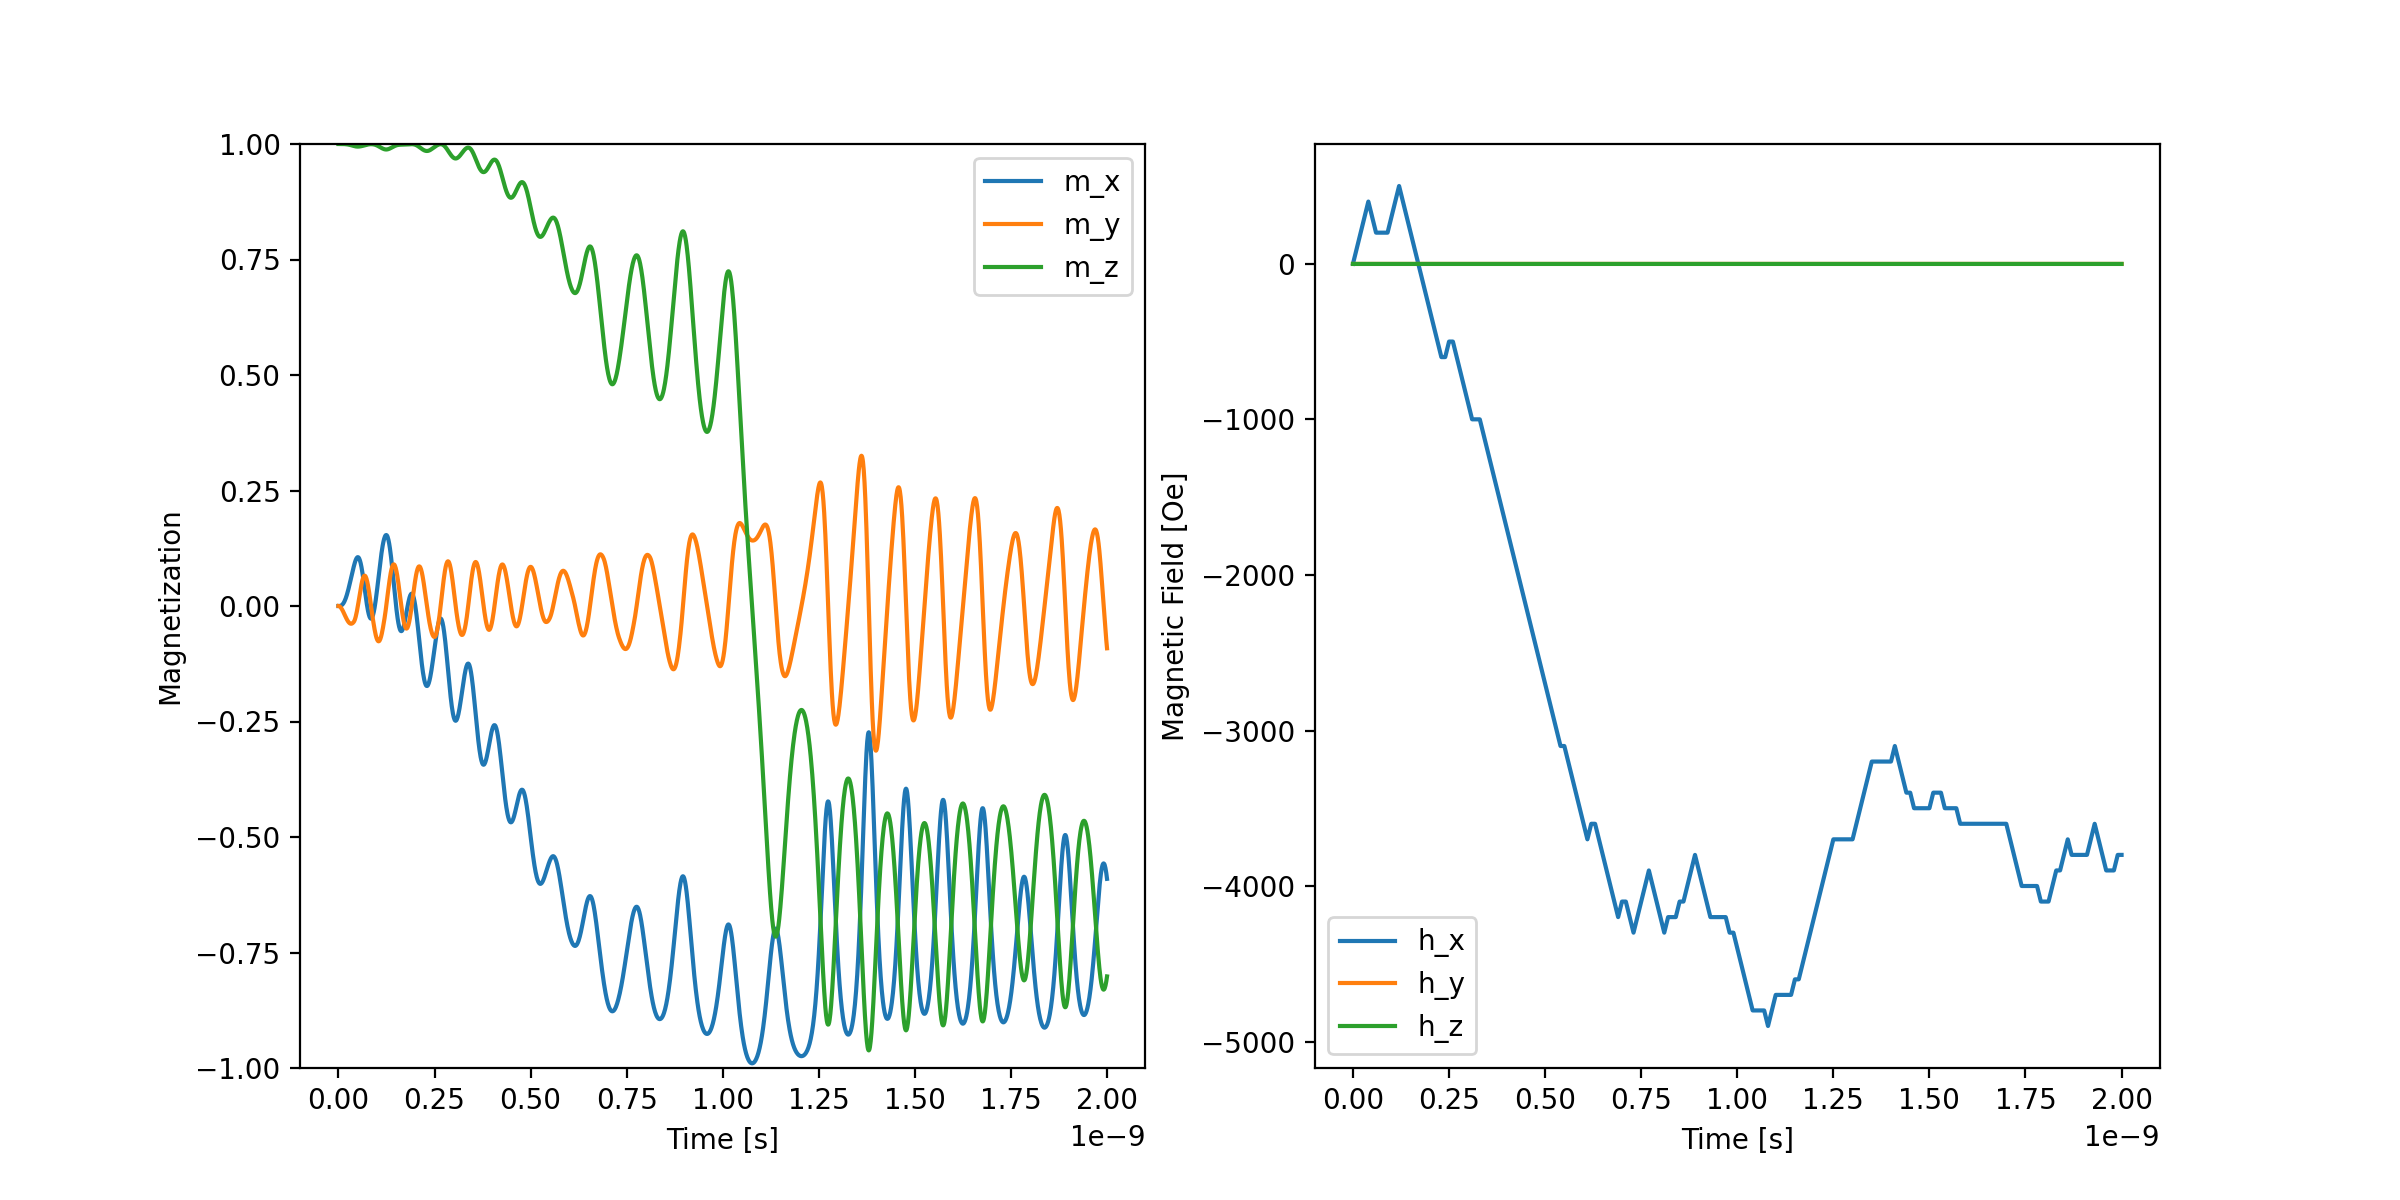 Magnetization
1.00
0.75
0.50
0.25
0.00
−0.25
−0.50
−0.75
−1.00
m_x
m_y
m_z
0.00 0.25 0.50 0.75 1.00 1.25 1.50 1.75 2.00
Time [s]
1e−9
Magnetic Field [Oe]
0
−1000
−2000
−3000
−4000
−5000
h_x
h_y
h_z
0.00 0.25 0.50 0.75 1.00 1.25 1.50 1.75 2.00
Time [s]
1e−9